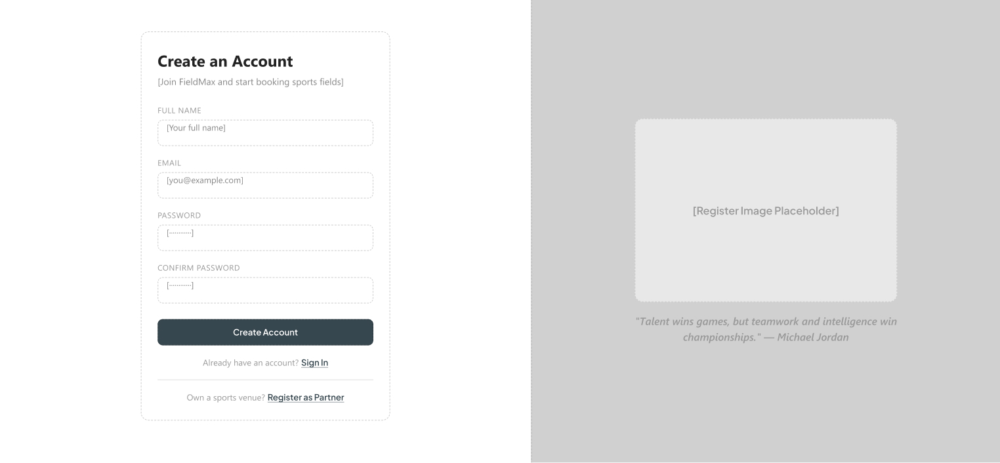 Create an Account
[Join FieldMax and start booking sports fields]
FULL NAME
[Your full name]
EMAIL
[you@example.com]
PASSWORD
[············]
CONFIRM PASSWORD
[············]
Create Account
Already have an account? Sign In
Own a sports venue? Register as Partner
[Register Image Placeholder]
"Talent wins games, but teamwork and intelligence win
championships." — Michael Jordan